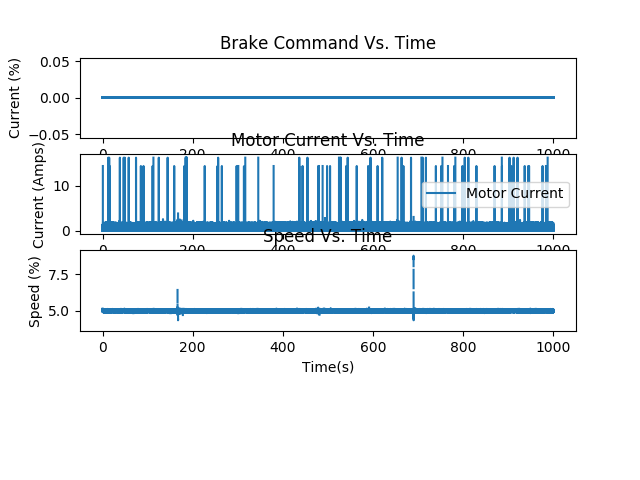 Brake Command Vs. Time
Current (%)
0.05
0.00
−0.05
0 200 400 600 800 1000
Motor Current Vs. Time
Current (Amps)
10
0
Motor Current
0 200 400 600 800 1000
Speed Vs. Time
Speed (%)
7.5
5.0
0 200 400 600 800 1000
Time(s)